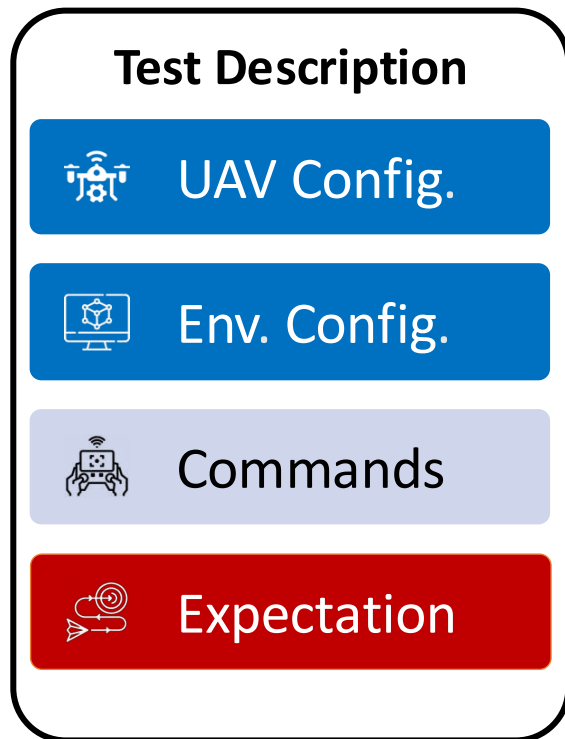 Test Description
UAV Config.
Env. Config.
Commands
Expectation